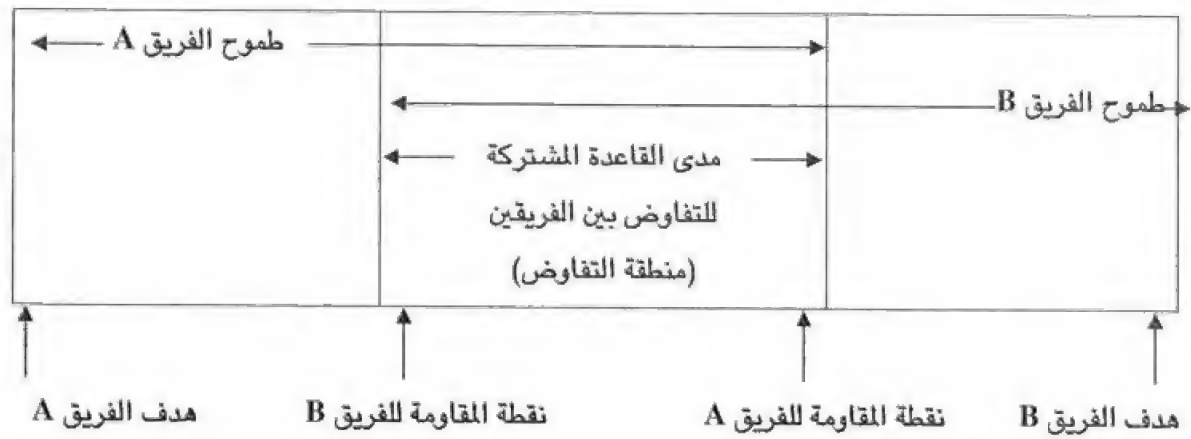 طموح الفريق A
طموح الفريق B
مدى القاعدة المشتركة
للتفاوض بين الفريقين
(منطقة التفاوض)
هدف الفريق B
نقطة المقاومة للفريق A
نقطة المقاومة للفريق B
هدف الفريق A